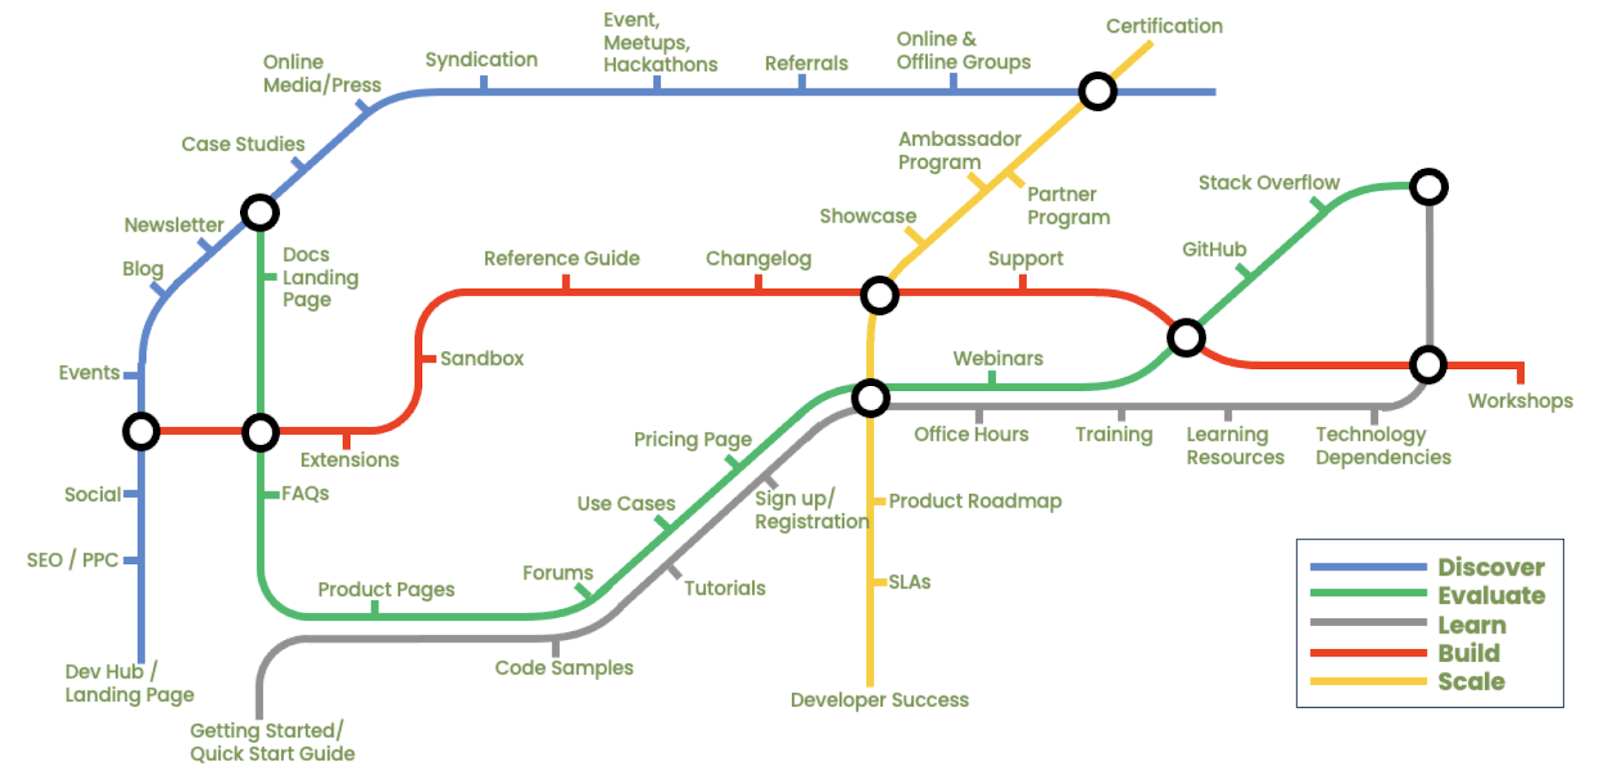 Certification
Event,
Meetups,
Hackathons
Online &
Offline Groups
Online
Media/Press
Syndication
Referrals
Case Studies
Ambassador
Program
Partner
Program
Stack Overflow
Newsletter
Showcase
Blog
Docs
Landing
Page
Reference Guide
Changelog
Support
GitHub
Events
Sandbox
Webinars
Workshops
Extensions
Pricing Page
Office Hours
Training
Learning
Resources
Technology
Dependencies
Social
FAQs
Use Cases
Sign up/
Registration
Product Roadmap
SEO / PPC
Product Pages
Forums
Tutorials
SLAs
Dev Hub /
Landing Page
Code Samples
Developer Success
Getting Started/
Quick Start Guide
Discover
Evaluate
Learn
Build
Scale